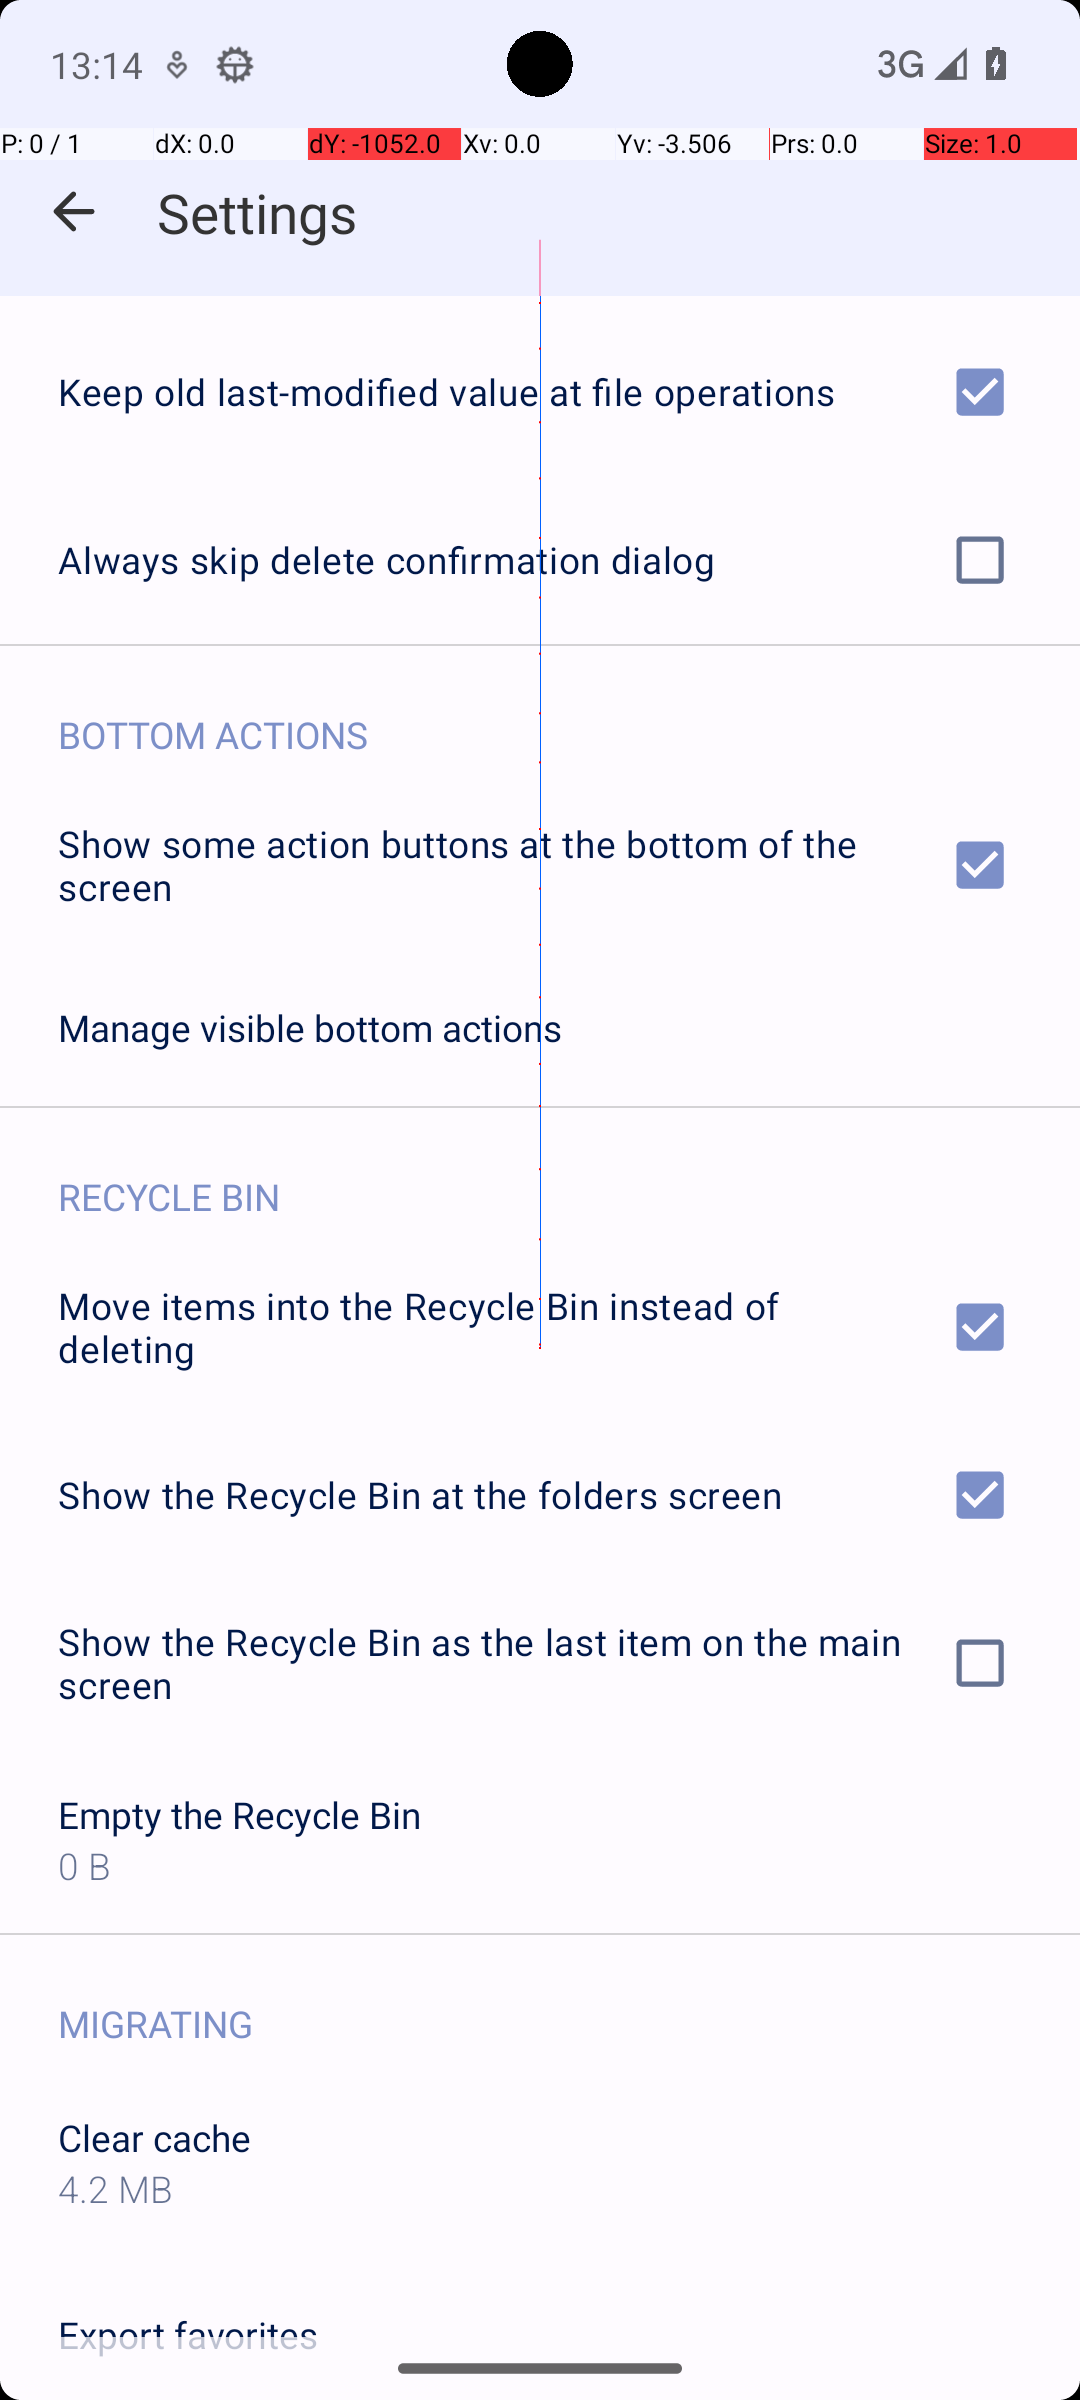 13:14
3G
P: 0 / 1 dX: 0.0 dY: -1052.0 Xv: 0.0 Yv: -3.506 Prs: 0.0 Size: 1.0
Settings
Keep old last-modified value at file operations
Always skip delete confirmation dialog
BOTTOM ACTIONS
Show some action buttons at the bottom of the
screen
Manage visible bottom actions
RECYCLE BIN
Move items into the Recycle Bin instead of
deleting
Show the Recycle Bin at the folders screen
Show the Recycle Bin as the last item on the main
screen
Empty the Recycle Bin
0 B
MIGRATING
Clear cache
4.2 MB
Export favorites